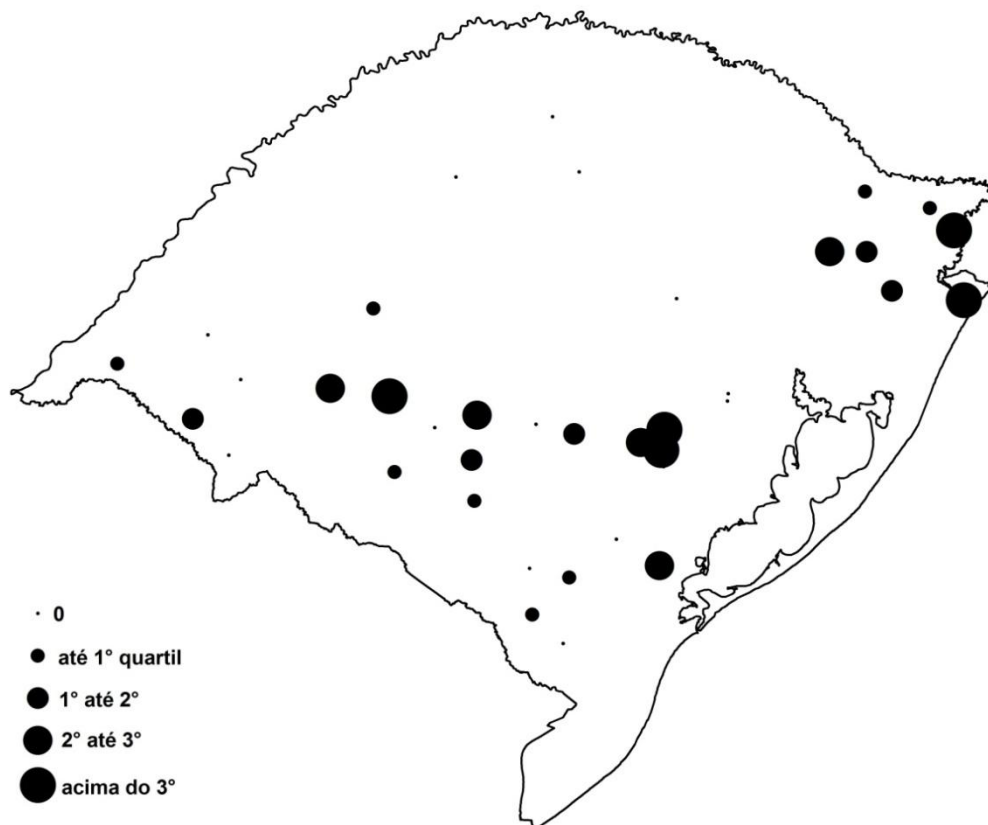 0
até 1° quartil
1° até 2°
2° até 3°
acima do 3°